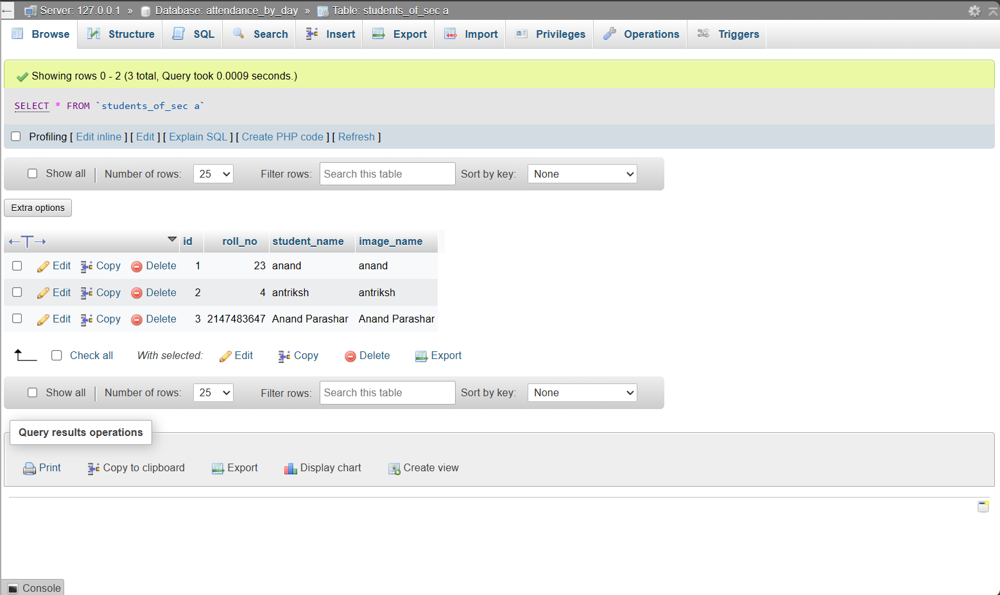 Server: 127.0.0.1 » Database: attendance_by_day » Table: students_of_sec a
Browse Structure SQL Search Insert Export Import Privileges Operations Triggers
Showing rows 0 - 2 (3 total, Query took 0.0009 seconds.)
SELECT * FROM `students_of_sec a`
Profiling [ Edit inline ] [ Edit ] [ Explain SQL ] [ Create PHP code ] [ Refresh ]
Show all | Number of rows: 25 Filter rows: Search this table Sort by key: None
Extra options
←T→ id roll_no student_name image_name
Edit Copy Delete 1 23 anand anand
Edit Copy Delete 2 4 antriksh antriksh
Edit Copy Delete 3 2147483647 Anand Parashar Anand Parashar
Check all With selected: Edit Copy Delete Export
Show all | Number of rows: 25 Filter rows: Search this table Sort by key: None
Query results operations
Print Copy to clipboard Export Display chart Create view
Console